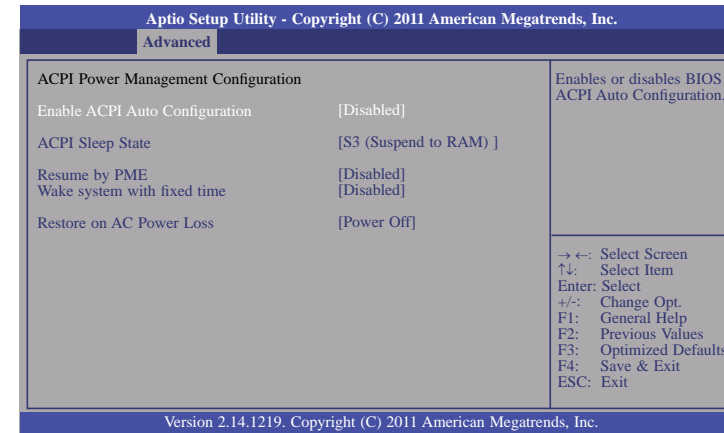 Aptio Setup Utility - Copyright (C) 2011 American Megatrends, Inc.
Advanced
ACPI Power Management Configuration
Enable ACPI Auto Configuration [Disabled]
ACPI Sleep State [S3 (Suspend to RAM) ]
Resume by PME [Disabled]
Wake system with fixed time [Disabled]
Restore on AC Power Loss [Power Off]
Enables or disables BIOS
ACPI Auto Configuration.
→ ←: Select Screen
↑↓: Select Item
Enter: Select
+/-: Change Opt.
F1: General Help
F2: Previous Values
F3: Optimized Defaults
F4: Save & Exit
ESC: Exit
Version 2.14.1219. Copyright (C) 2011 American Megatrends, Inc.